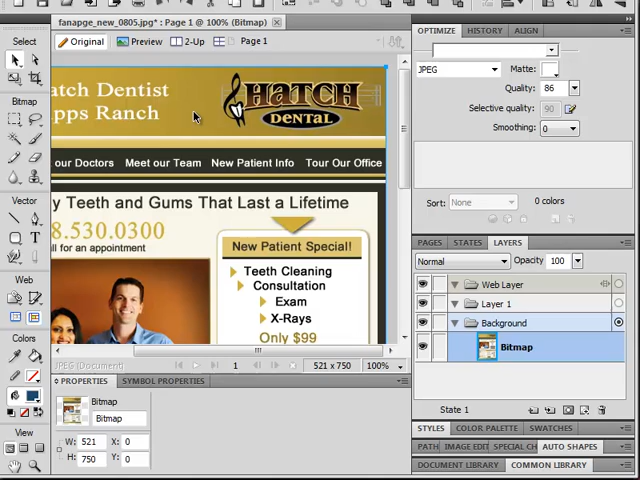 fanapge_new_0805.jpg* : Page 1 @ 100% (Bitmap)
Original
Preview
2-Up
Page 1
Select
Bitmap
Vector
Web
Colors
View
atch Dentist
apps Ranch
HATCH
DENTAL
our Doctors
Meet our Team
New Patient Info
Tour Our Office
y Teeth and Gums That Last a Lifetime
8.530.0300
all for an appointment
New Patient Special!
Teeth Cleaning
Consultation
Exam
X-Rays
Only $99
JPEG (Document)
1
521 x 750
100%
PROPERTIES
SYMBOL PROPERTIES
Bitmap
Bitmap
W: 521
X: 0
H: 750
Y: 0
OPTIMIZE
HISTORY
ALIGN
JPEG
Matte:
Quality: 86
Selective quality: 90
Smoothing: 0
Sort: None
0 colors
PAGES
STATES
LAYERS
Normal
Opacity 100
Web Layer
Layer 1
Background
Bitmap
State 1
STYLES
COLOR PALETTE
SWATCHES
PATH
IMAGE EDIT
SPECIAL CH
AUTO SHAPES
DOCUMENT LIBRARY
COMMON LIBRARY